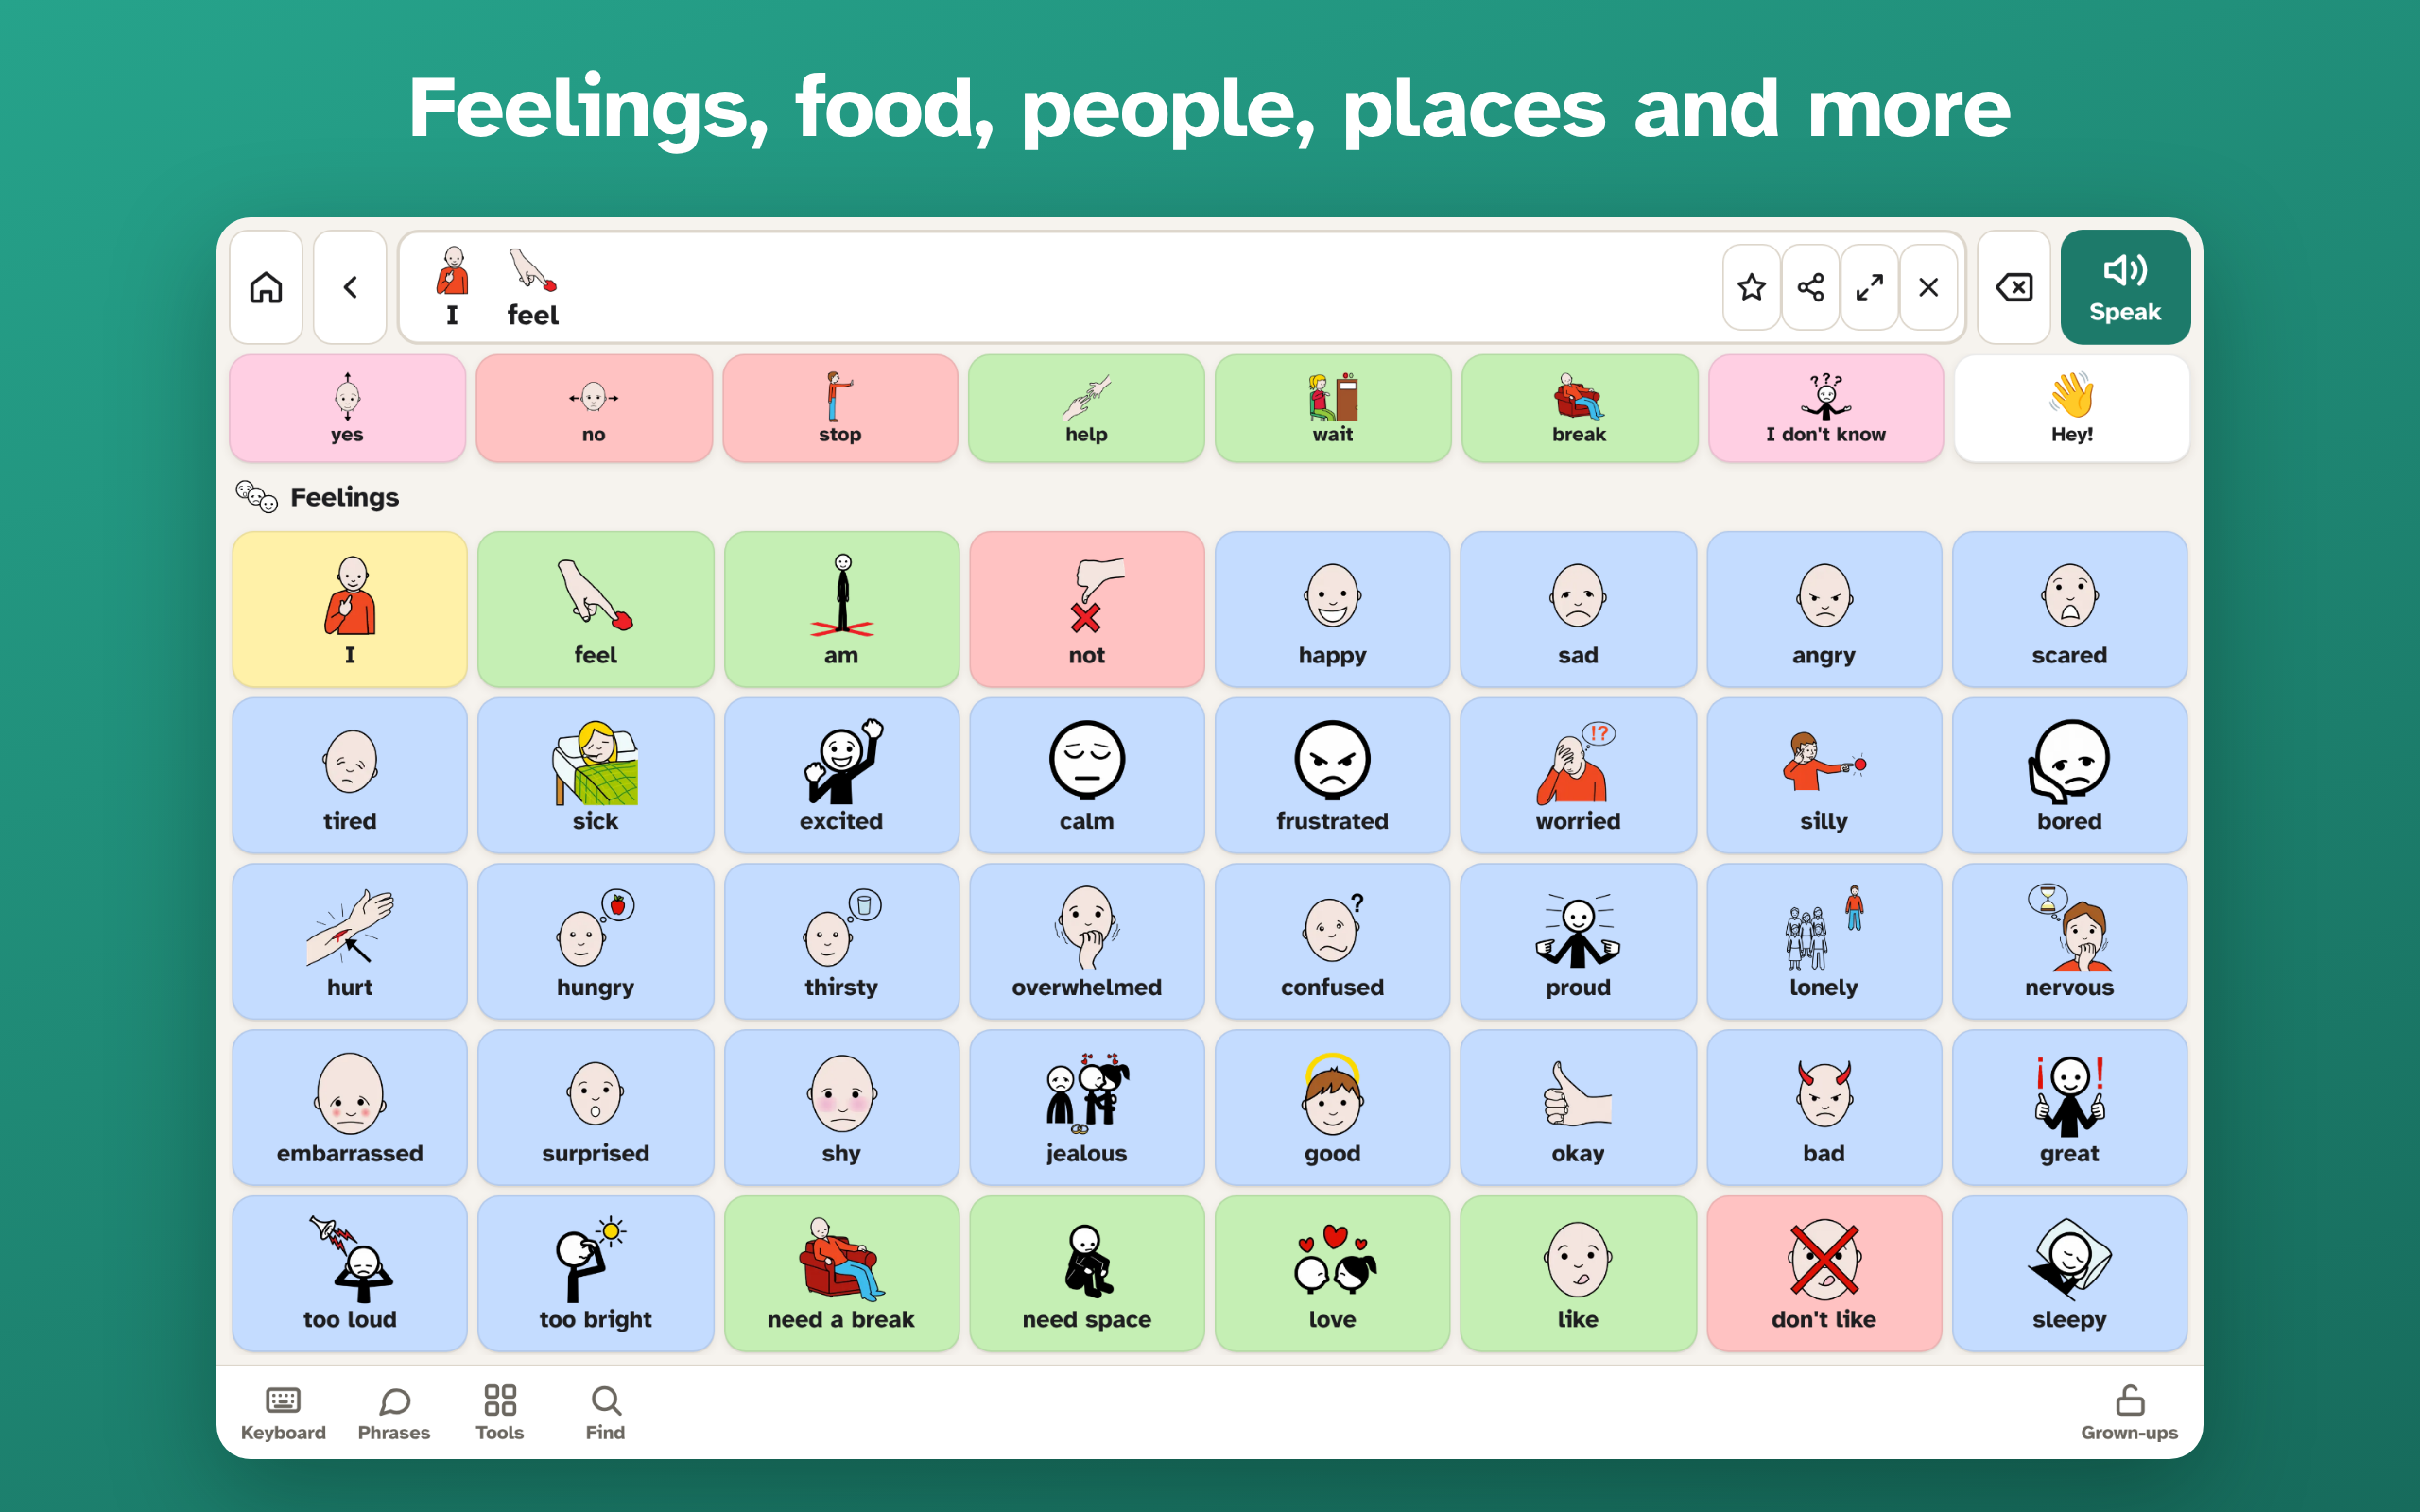 Feelings, food, people, places and more
I feel
Speak
yes no stop help wait break I don't know Hey!
Feelings
I feel am not happy sad angry scared
tired sick excited calm frustrated worried silly bored
hurt hungry thirsty overwhelmed confused proud lonely nervous
embarrassed surprised shy jealous good okay bad great
too loud too bright need a break need space love like don't like sleepy
Keyboard Phrases Tools Find Grown-ups